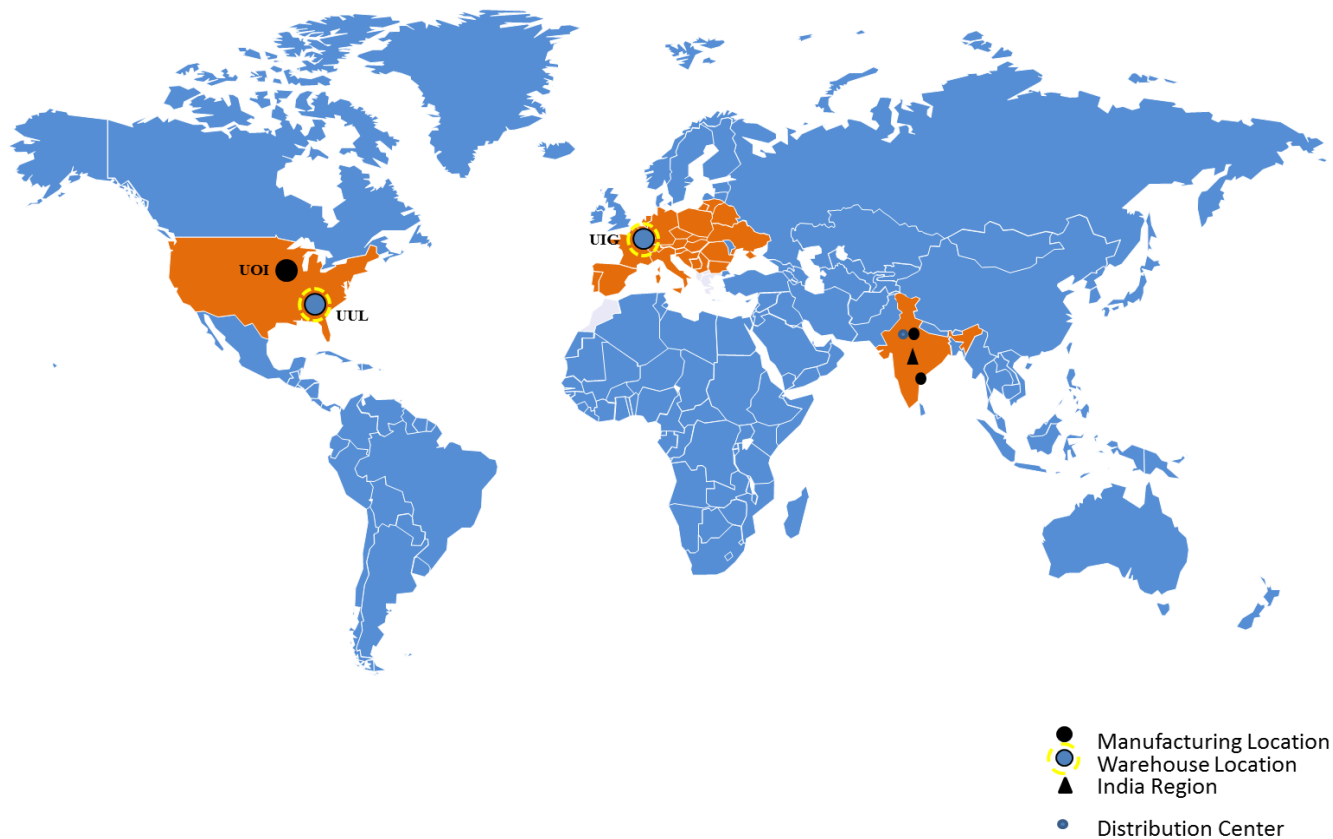 UIG
UOI
UUL
Manufacturing Location
Warehouse Location
India Region
Distribution Center